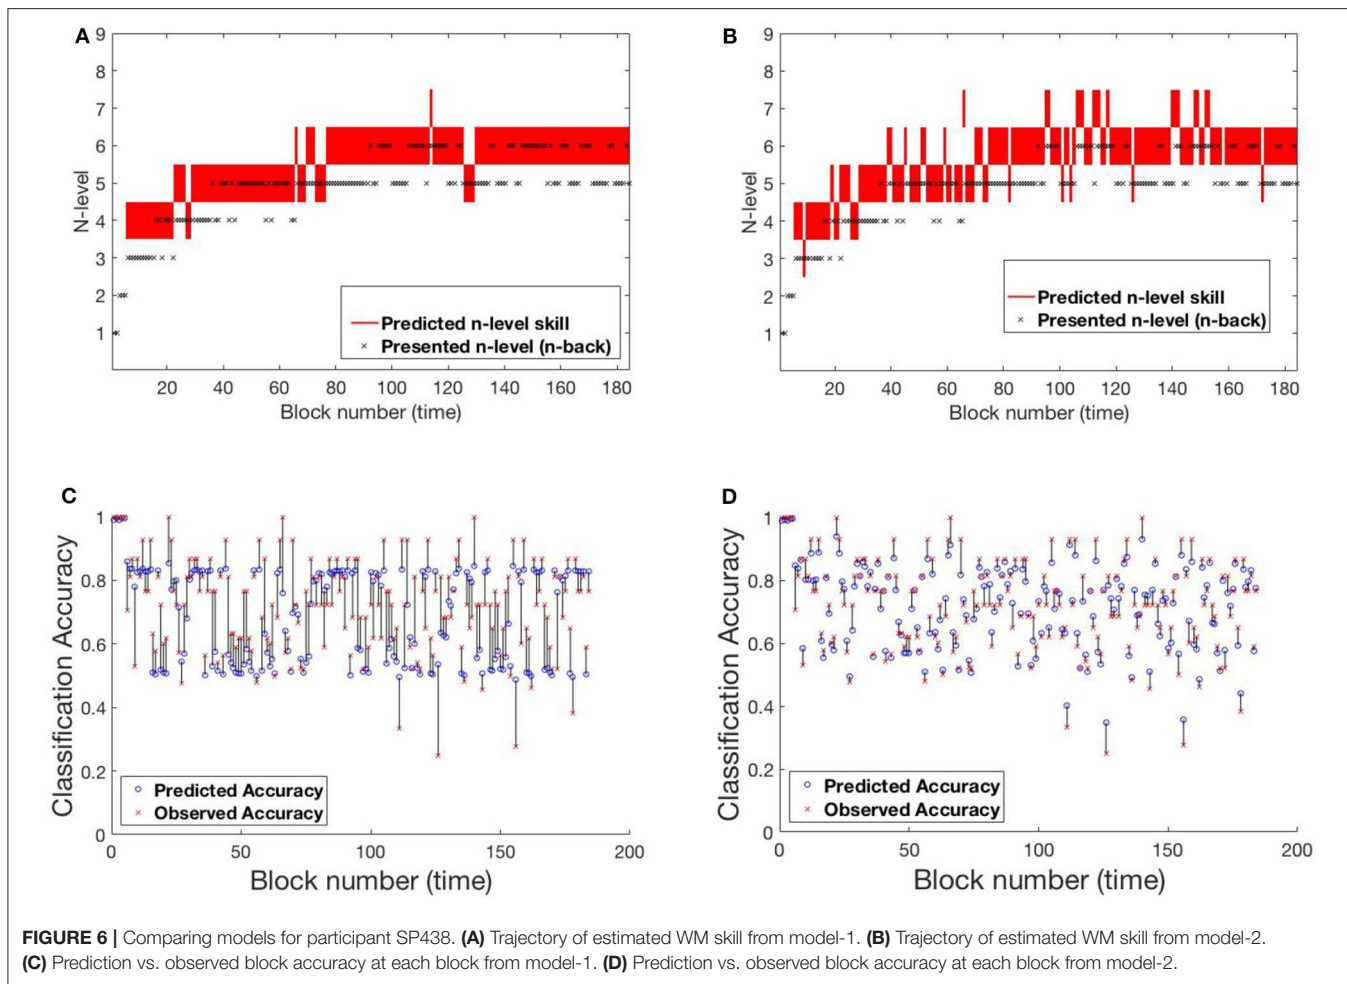 A
9
8
7
6
5
4
3
2
1
N-level
Predicted n-level skill
Presented n-level (n-back)
20 40 60 80 100 120 140 160 180
Block number (time)
B
9
8
7
6
5
4
3
2
1
N-level
Predicted n-level skill
Presented n-level (n-back)
20 40 60 80 100 120 140 160 180
Block number (time)
C
1
0.8
0.6
0.4
0.2
0
Classification Accuracy
Predicted Accuracy
Observed Accuracy
0 50 100 150 200
Block number (time)
D
1
0.8
0.6
0.4
0.2
0
Classification Accuracy
Predicted Accuracy
Observed Accuracy
0 50 100 150 200
Block number (time)
FIGURE 6 | Comparing models for participant SP438. (A) Trajectory of estimated WM skill from model-1. (B) Trajectory of estimated WM skill from model-2.
(C) Prediction vs. observed block accuracy at each block from model-1. (D) Prediction vs. observed block accuracy at each block from model-2.